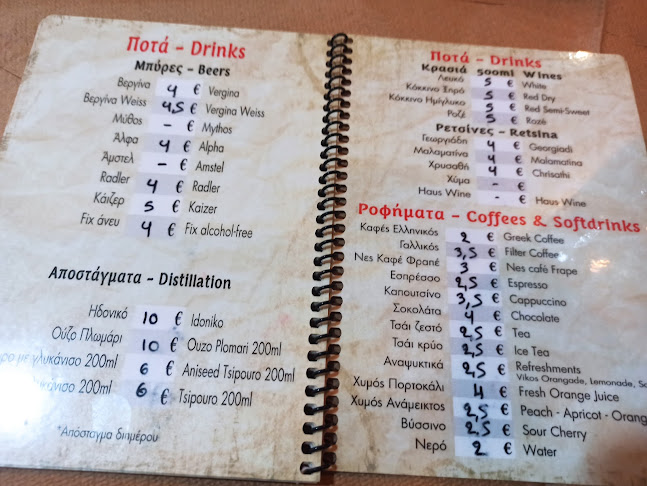 Ποτά – Drinks
Μπύρες – Beers
Βεργίνα 4 € Vergina
Βεργίνα Weiss 4,5 € Vergina Weiss
Μύθος – € Mythos
Άλφα 4 € Alpha
Άμστελ – € Amstel
Radler 4 € Radler
Κάιζερ 5 € Kaizer
Fix άνευ 4 € Fix alcohol-free
Αποστάγματα – Distillation
Ηδονικό 10 € Idoniko
Ούζο Πλωμάρι 10 € Ouzo Plomari 200ml
με γλυκάνισο 200ml 6 € Aniseed Tsipouro 200ml
200ml 6 € Tsipouro 200ml
*Απόσταγμα διημέρου
Ποτά – Drinks
Κρασιά 500ml Wines
Λευκό 5 € White
Κόκκινο Ξηρό 5 € Red Dry
Κόκκινο Ημίγλυκο 5 € Red Semi-Sweet
Ροζέ 5 € Rozè
Ρετσίνες – Retsina
Γεωργιάδη 4 € Georgiadi
Μαλαματίνα 4 € Malamatina
Χρυσαθή 4 € Chrisathi
Χύμα – €
Haus Wine – € Haus Wine
Ροφήματα – Coffees & Softdrinks
Καφές Ελληνικός 2 € Greek Coffee
Γαλλικός 3,5 € Filter Coffee
Nes Καφέ Φραπέ 3 € Nes cafè Frape
Εσπρέσσο 2,5 € Espresso
Καπουτσίνο 3,5 € Cappuccino
Σοκολάτα 4 € Chocolate
Τσάι ζεστό 2,5 € Tea
Τσάι κρύο 2,5 € Ice Tea
Αναψυκτικά 2,5 € Refreshments
Vikos Orangade, Lemonade,
Χυμός Πορτοκάλι 4 € Fresh Orange Juice
Χυμός Ανάμεικτος 2,5 € Peach - Apricot - Orang
Βύσσινο 2,5 € Sour Cherry
Νερό 2 € Water